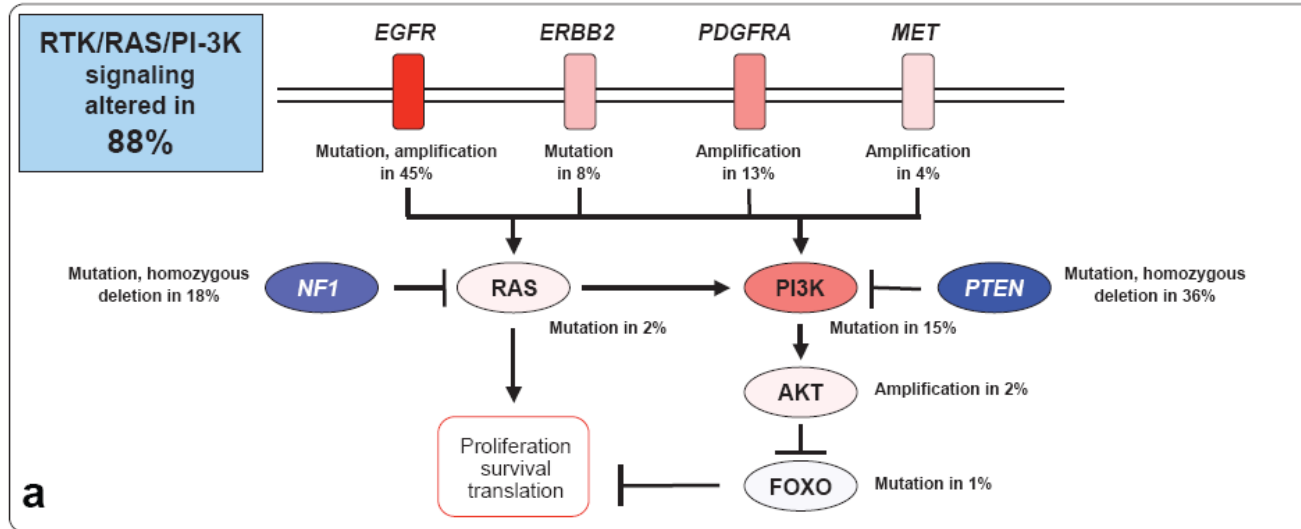 RTK/RAS/PI-3K
signaling
altered in
88%
EGFR
ERBB2
PDGFRA
MET
Mutation, amplification
in 45%
Mutation
in 8%
Amplification
in 13%
Amplification
in 4%
Mutation, homozygous
deletion in 18%
NF1
RAS
PI3K
PTEN
Mutation, homozygous
deletion in 36%
Mutation in 2%
Mutation in 15%
AKT
Amplification in 2%
Proliferation
survival
translation
FOXO
Mutation in 1%
a